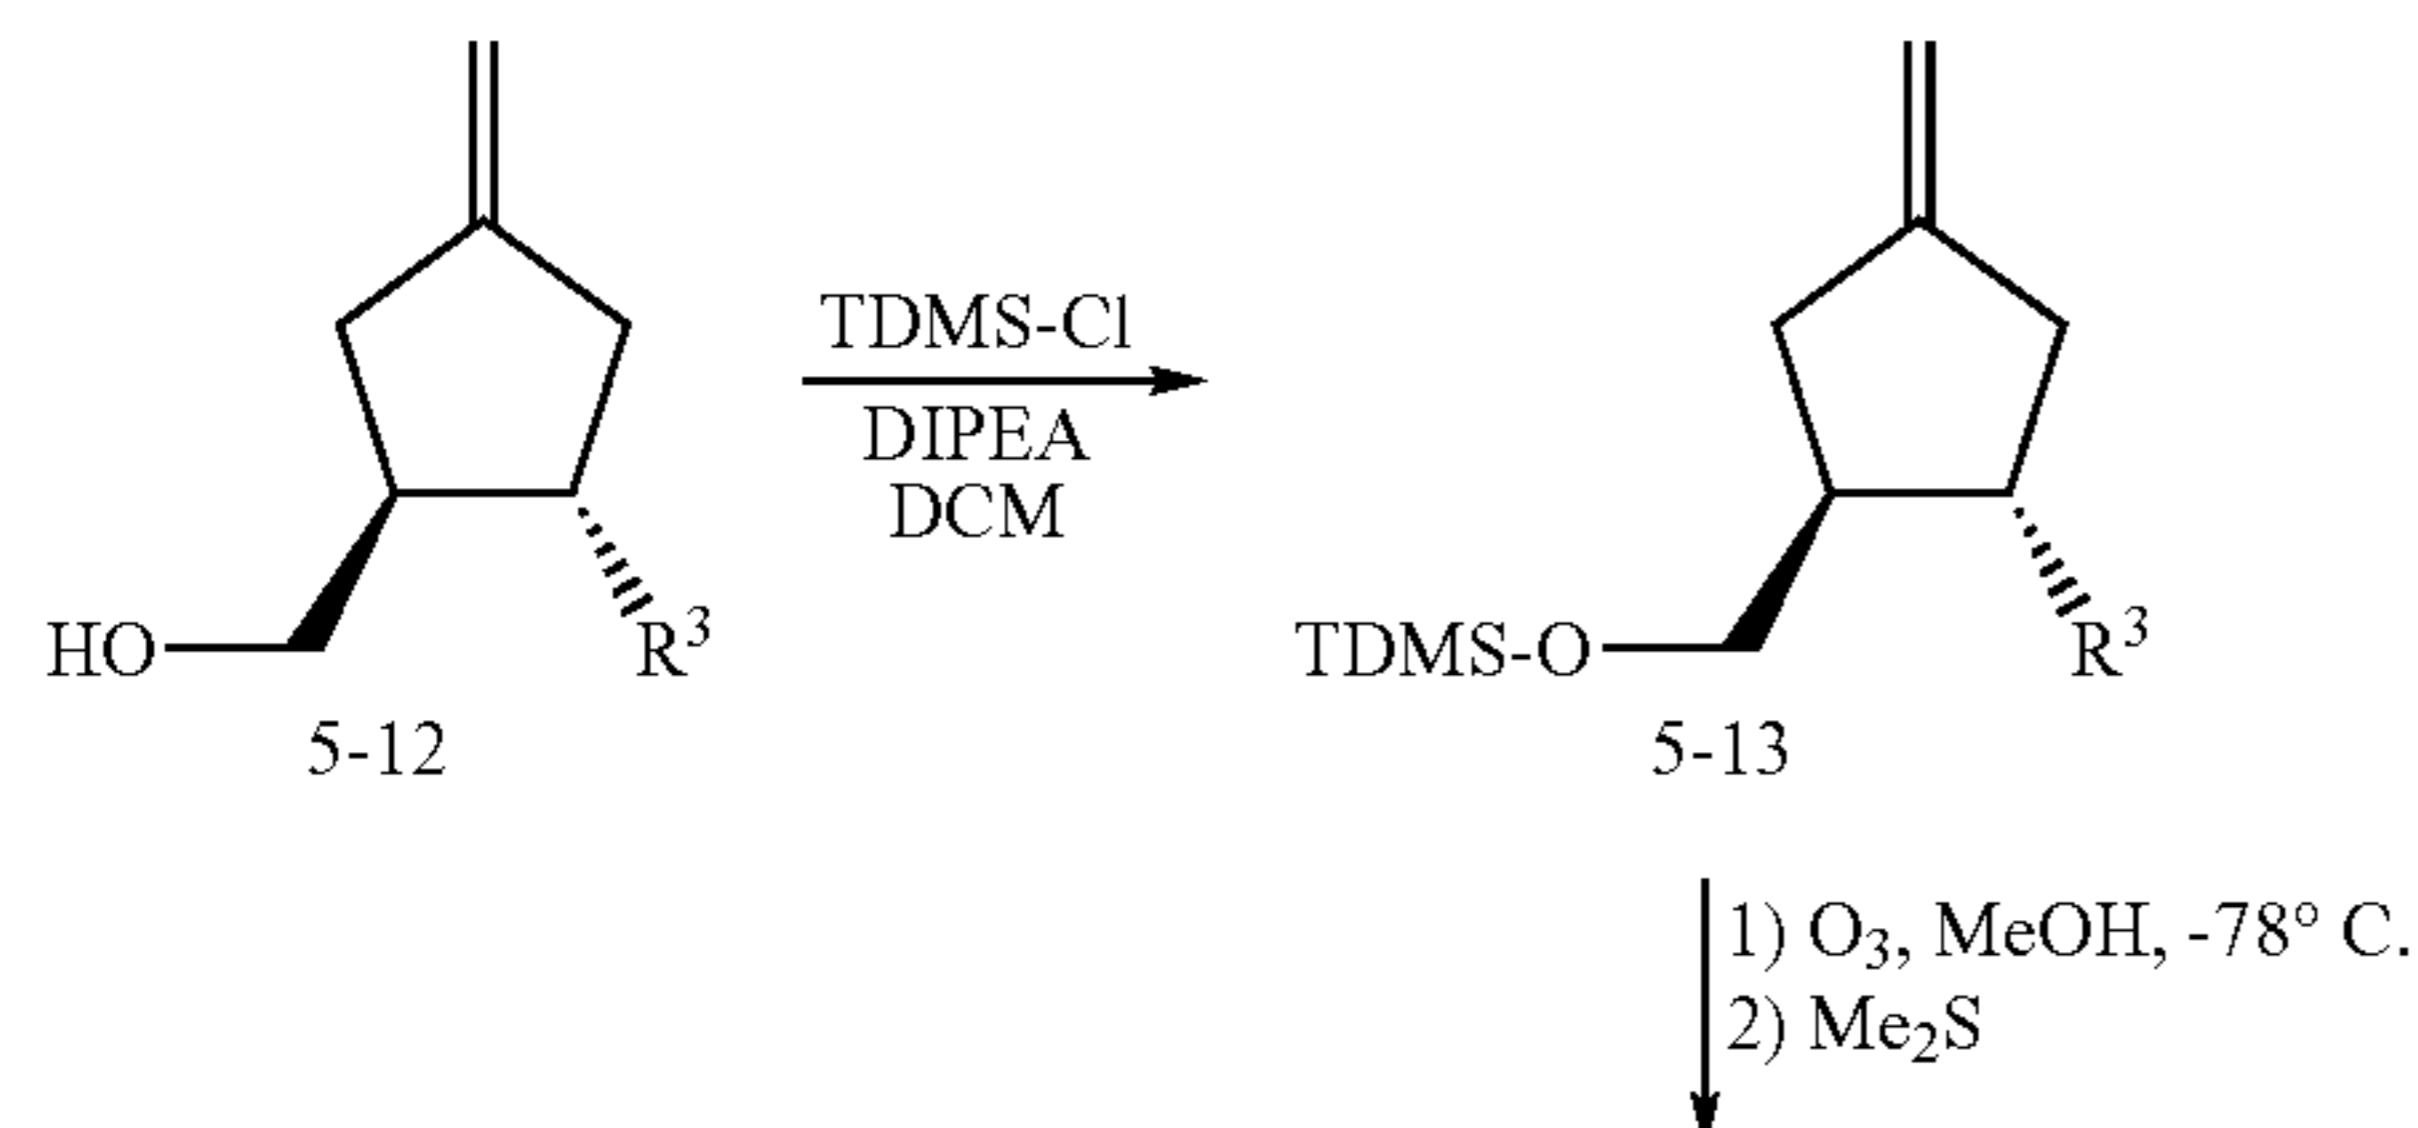 TDMS-Cl
DIPEA
DCM
HO
R³
TDMS-O
R³
5-12
5-13
1) O₃, MeOH, -78° C.
2) Me₂S